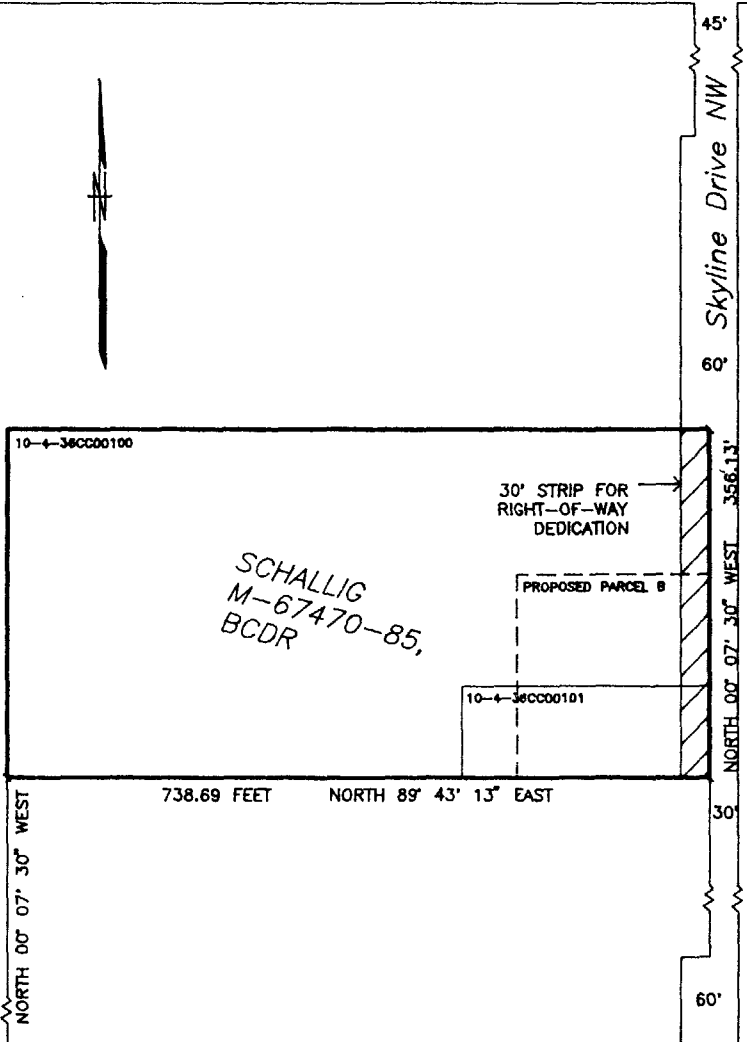 45'
Skyline Drive NW
N
60'
10-4-36CC00100
356.13'
30' STRIP FOR
RIGHT-OF-WAY
DEDICATION
SCHALLIG
M-67470-85,
BCDR
PROPOSED PARCEL B
NORTH 00° 07' 30" WEST
10-4-36CC00101
738.69 FEET
NORTH 89° 43' 13" EAST
30'
NORTH 00° 07' 30" WEST
60'